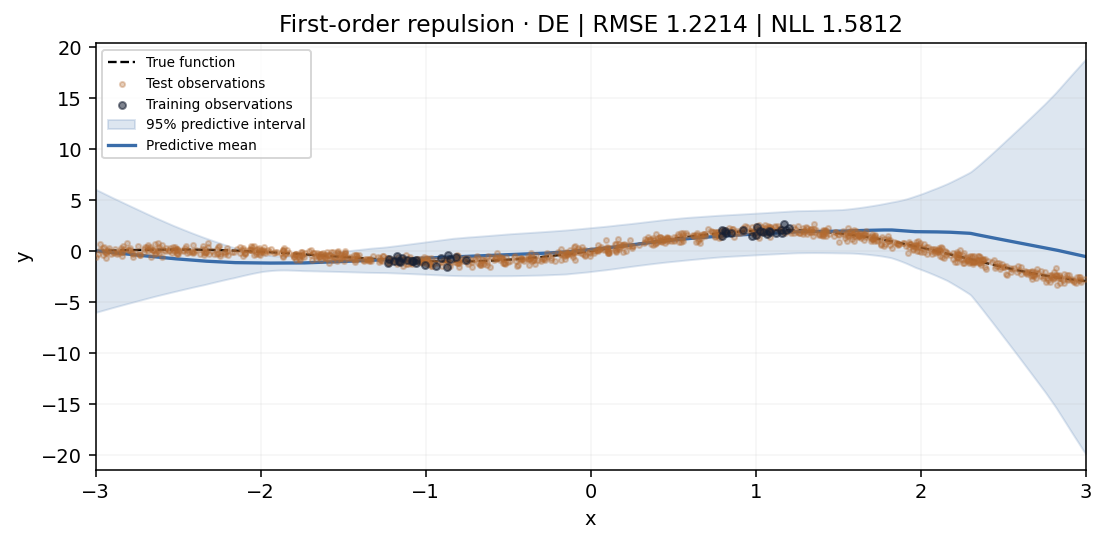 First-order repulsion · DE | RMSE 1.2214 | NLL 1.5812
True function
Test observations
Training observations
95% predictive interval
Predictive mean
y
20
15
10
5
0
−5
−10
−15
−20
−3
−2
−1
0
1
2
3
x